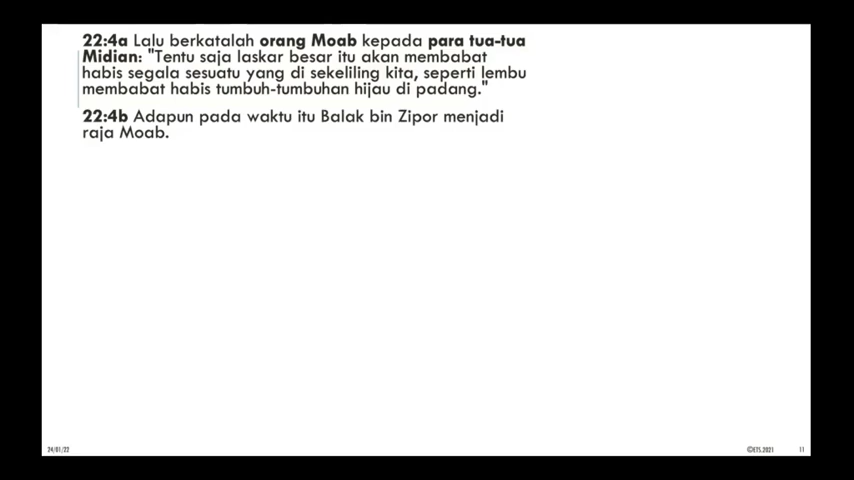 22:4a Lalu berkatalah orang Moab kepada para tua-tua
Midian: "Tentu saja laskar besar itu akan membabat
habis segala sesuatu yang di sekeliling kita, seperti lembu
membabat habis tumbuh-tumbuhan hijau di padang."
22:4b Adapun pada waktu itu Balak bin Zipor menjadi
raja Moab.
24/01/22
©ETS.2021
11